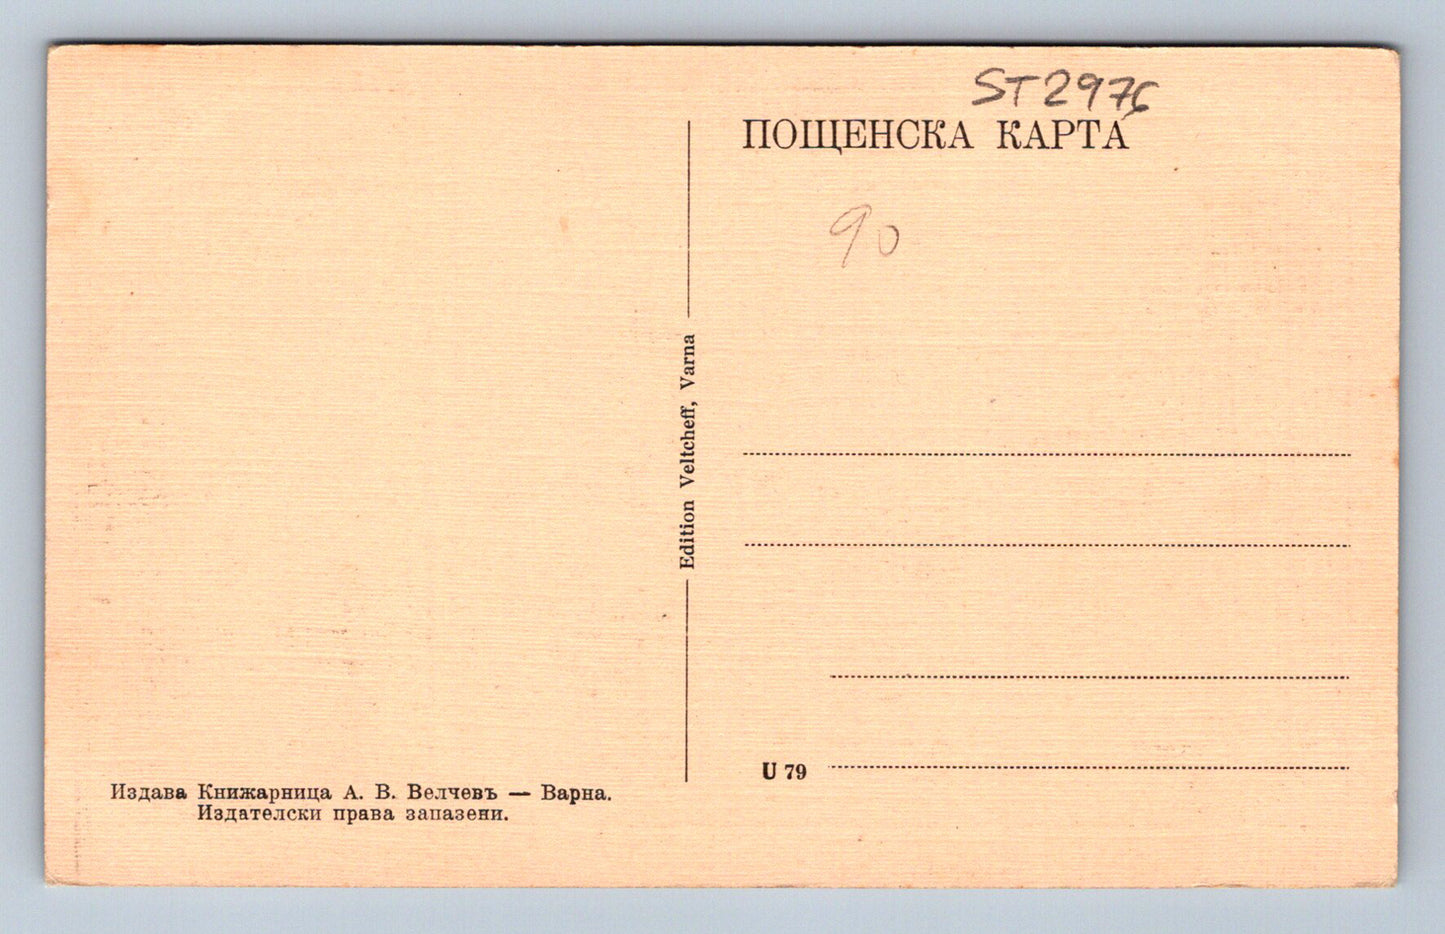 ST2976
ПОЩЕНСКА КАРТА
90
Edition Veltcheff, Varna
U 79
Издава Книжарница А. В. Велчевъ — Варна.
Издателски права запазени.